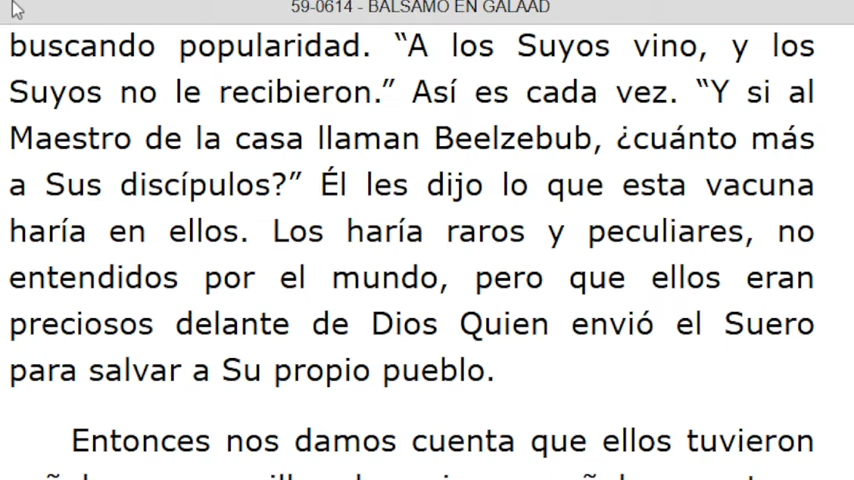 59-0614 - BALSAMO EN GALAAD
buscando popularidad. “A los Suyos vino, y los
Suyos no le recibieron.” Así es cada vez. “Y si al
Maestro de la casa llaman Beelzebub, ¿cuánto más
a Sus discípulos?” Él les dijo lo que esta vacuna
haría en ellos. Los haría raros y peculiares, no
entendidos por el mundo, pero que ellos eran
preciosos delante de Dios Quien envió el Suero
para salvar a Su propio pueblo.
Entonces nos damos cuenta que ellos tuvieron